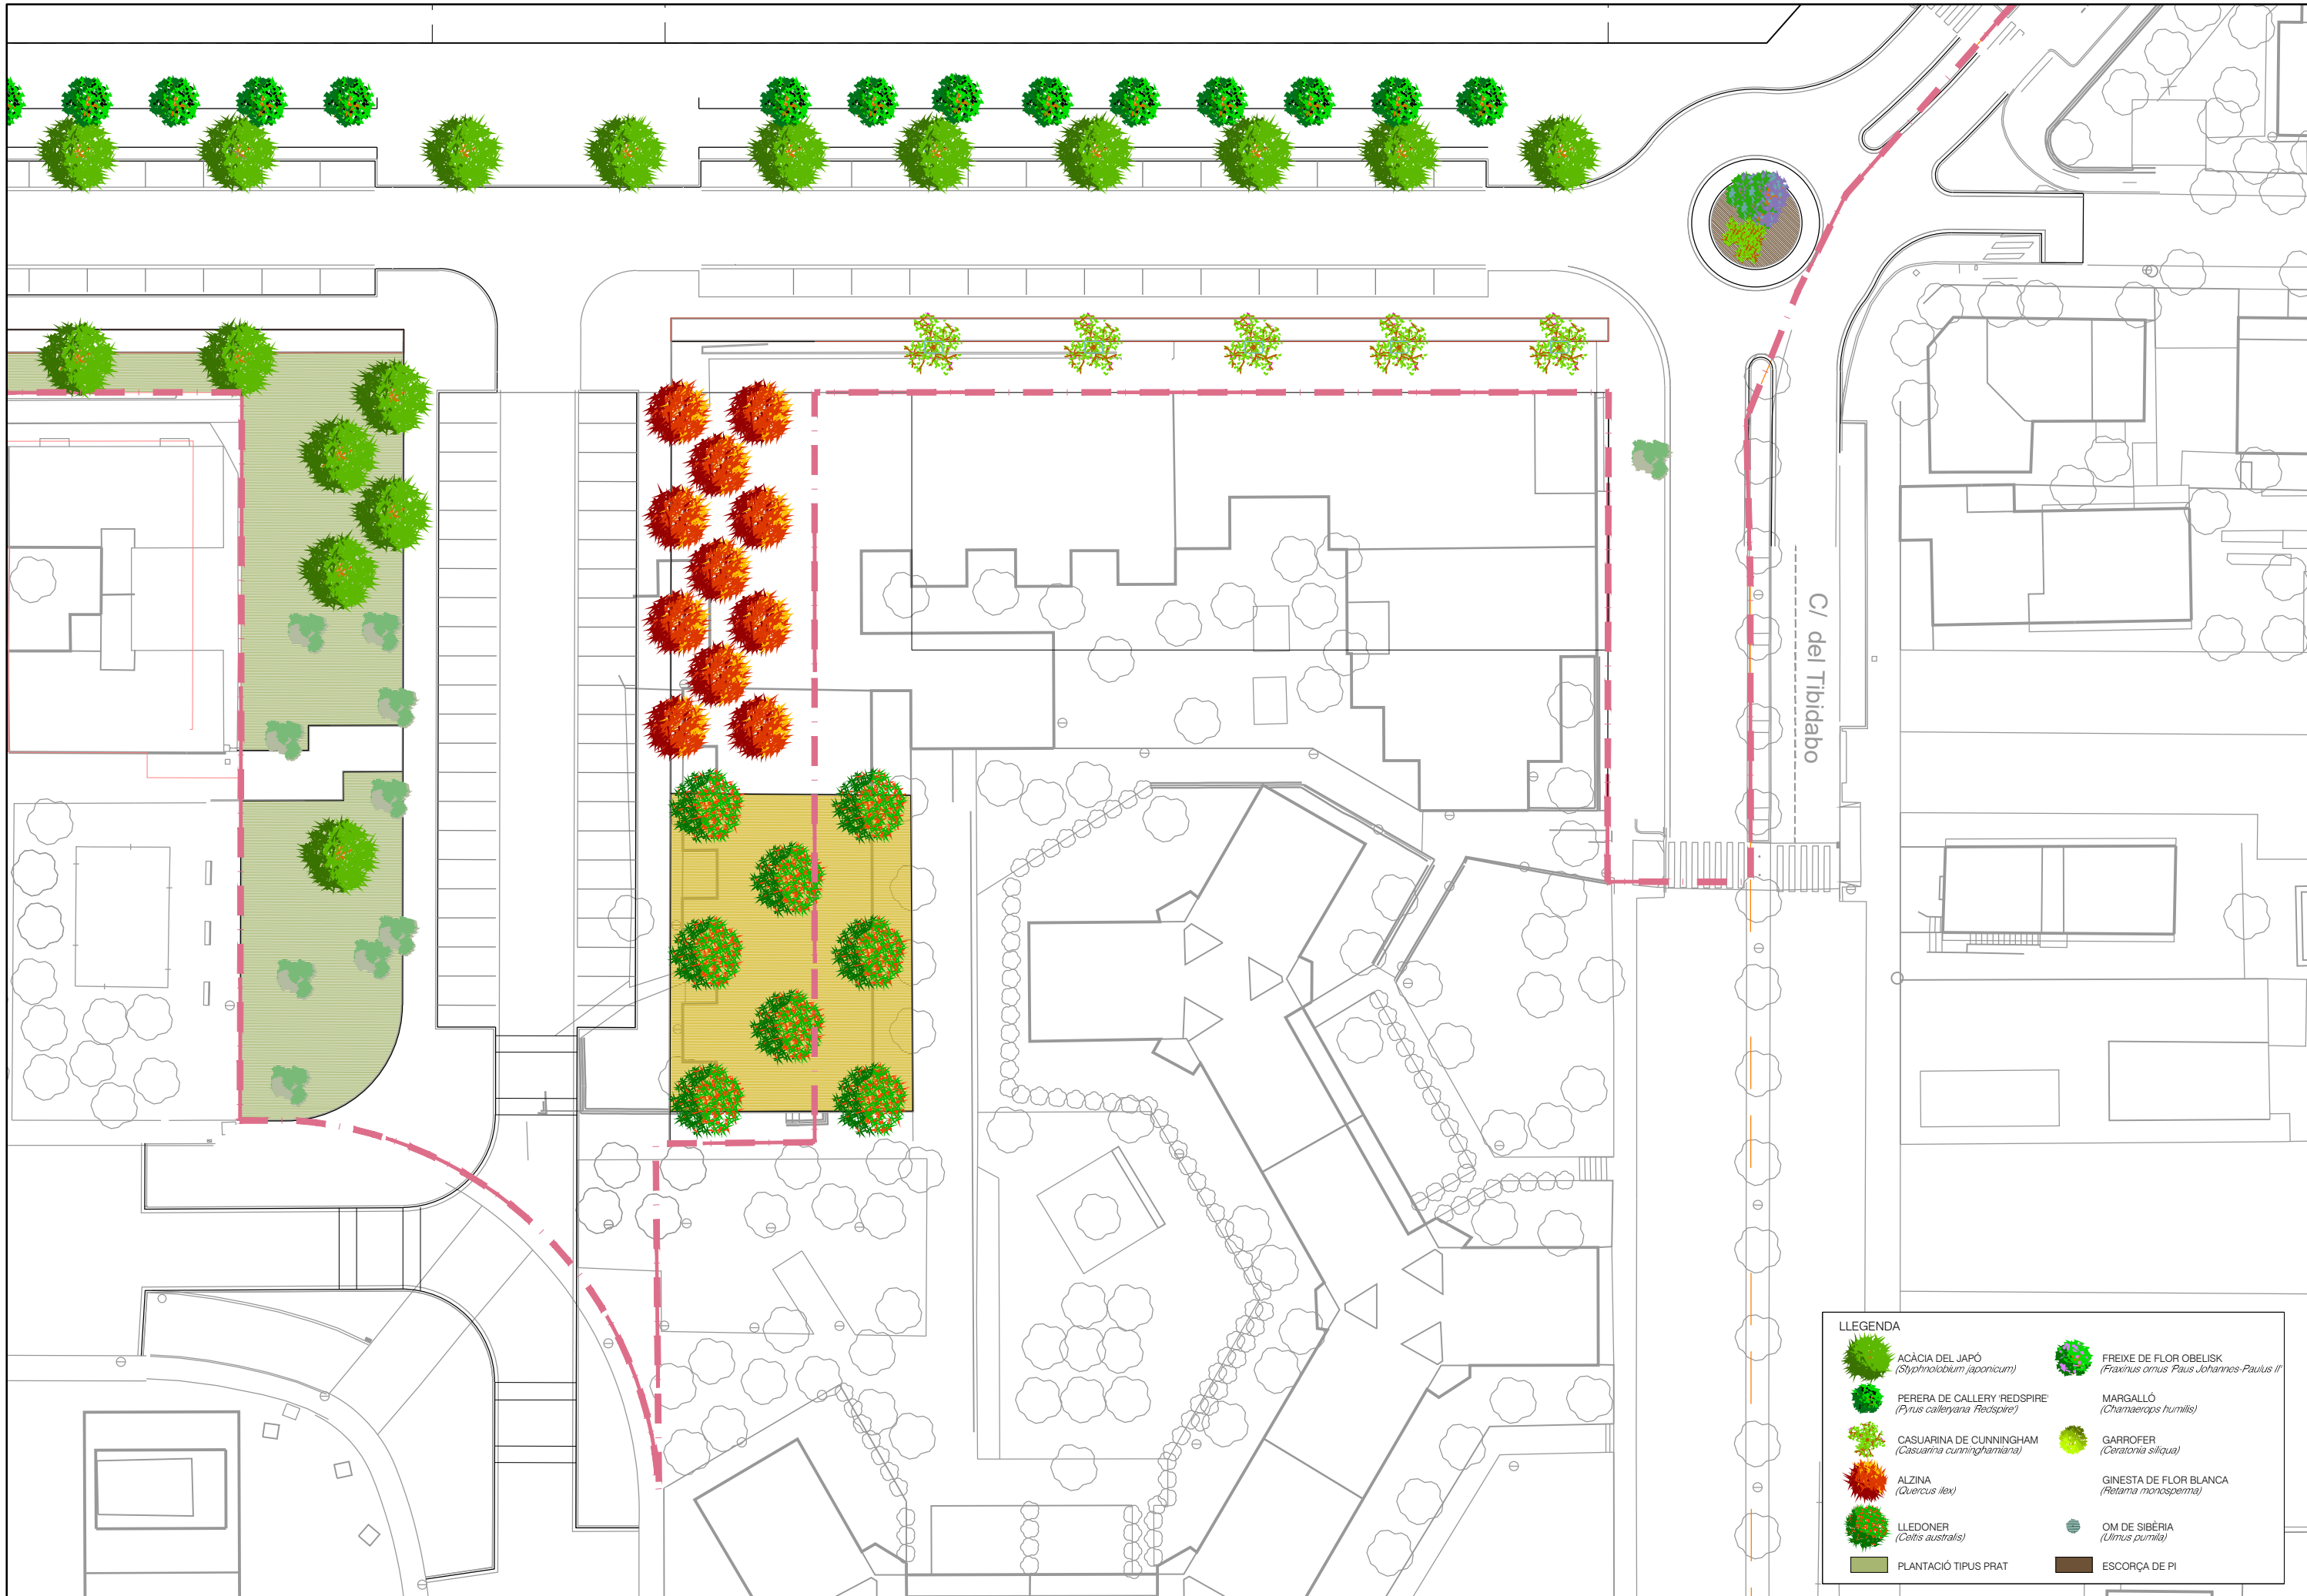 C/ del Tibidabo
LLEGENDA
ACÀCIA DEL JAPÓ
(Styphnolobium japonicum)
PERERA DE CALLERY 'REDSPIRE'
(Pyrus calleryana 'Redspire')
CASUARINA DE CUNNINGHAM
(Casuarina cunninghamiana)
ALZINA
(Quercus ilex)
LLEDONER
(Celtis australis)
PLANTACIÓ TIPUS PRAT
FREIXE DE FLOR OBELISK
(Fraxinus ornus 'Paus Johannes-Paulus II'
MARGALLÓ
(Chamaerops humilis)
GARROFER
(Ceratonia siliqua)
GINESTA DE FLOR BLANCA
(Retama monosperma)
OM DE SIBÈRIA
(Ulmus pumila)
ESCORÇA DE PI